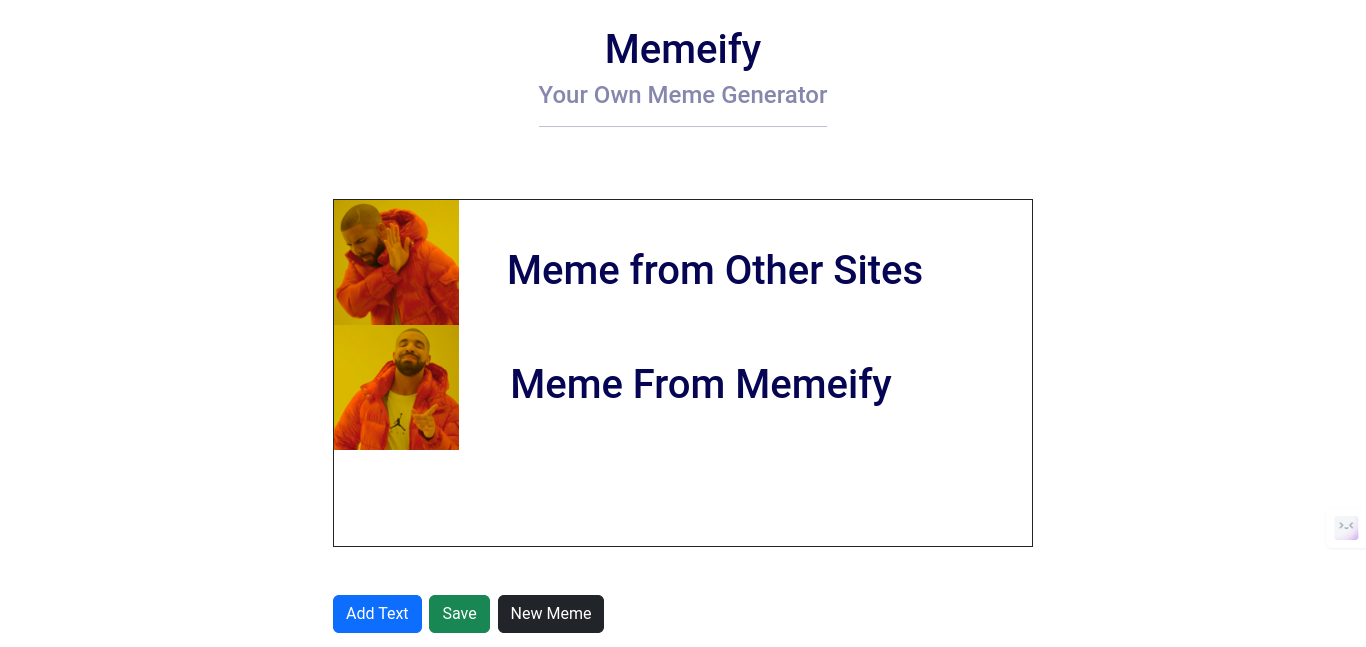 Memeify
Your Own Meme Generator
Meme from Other Sites
Meme From Memeify
Add Text
Save
New Meme